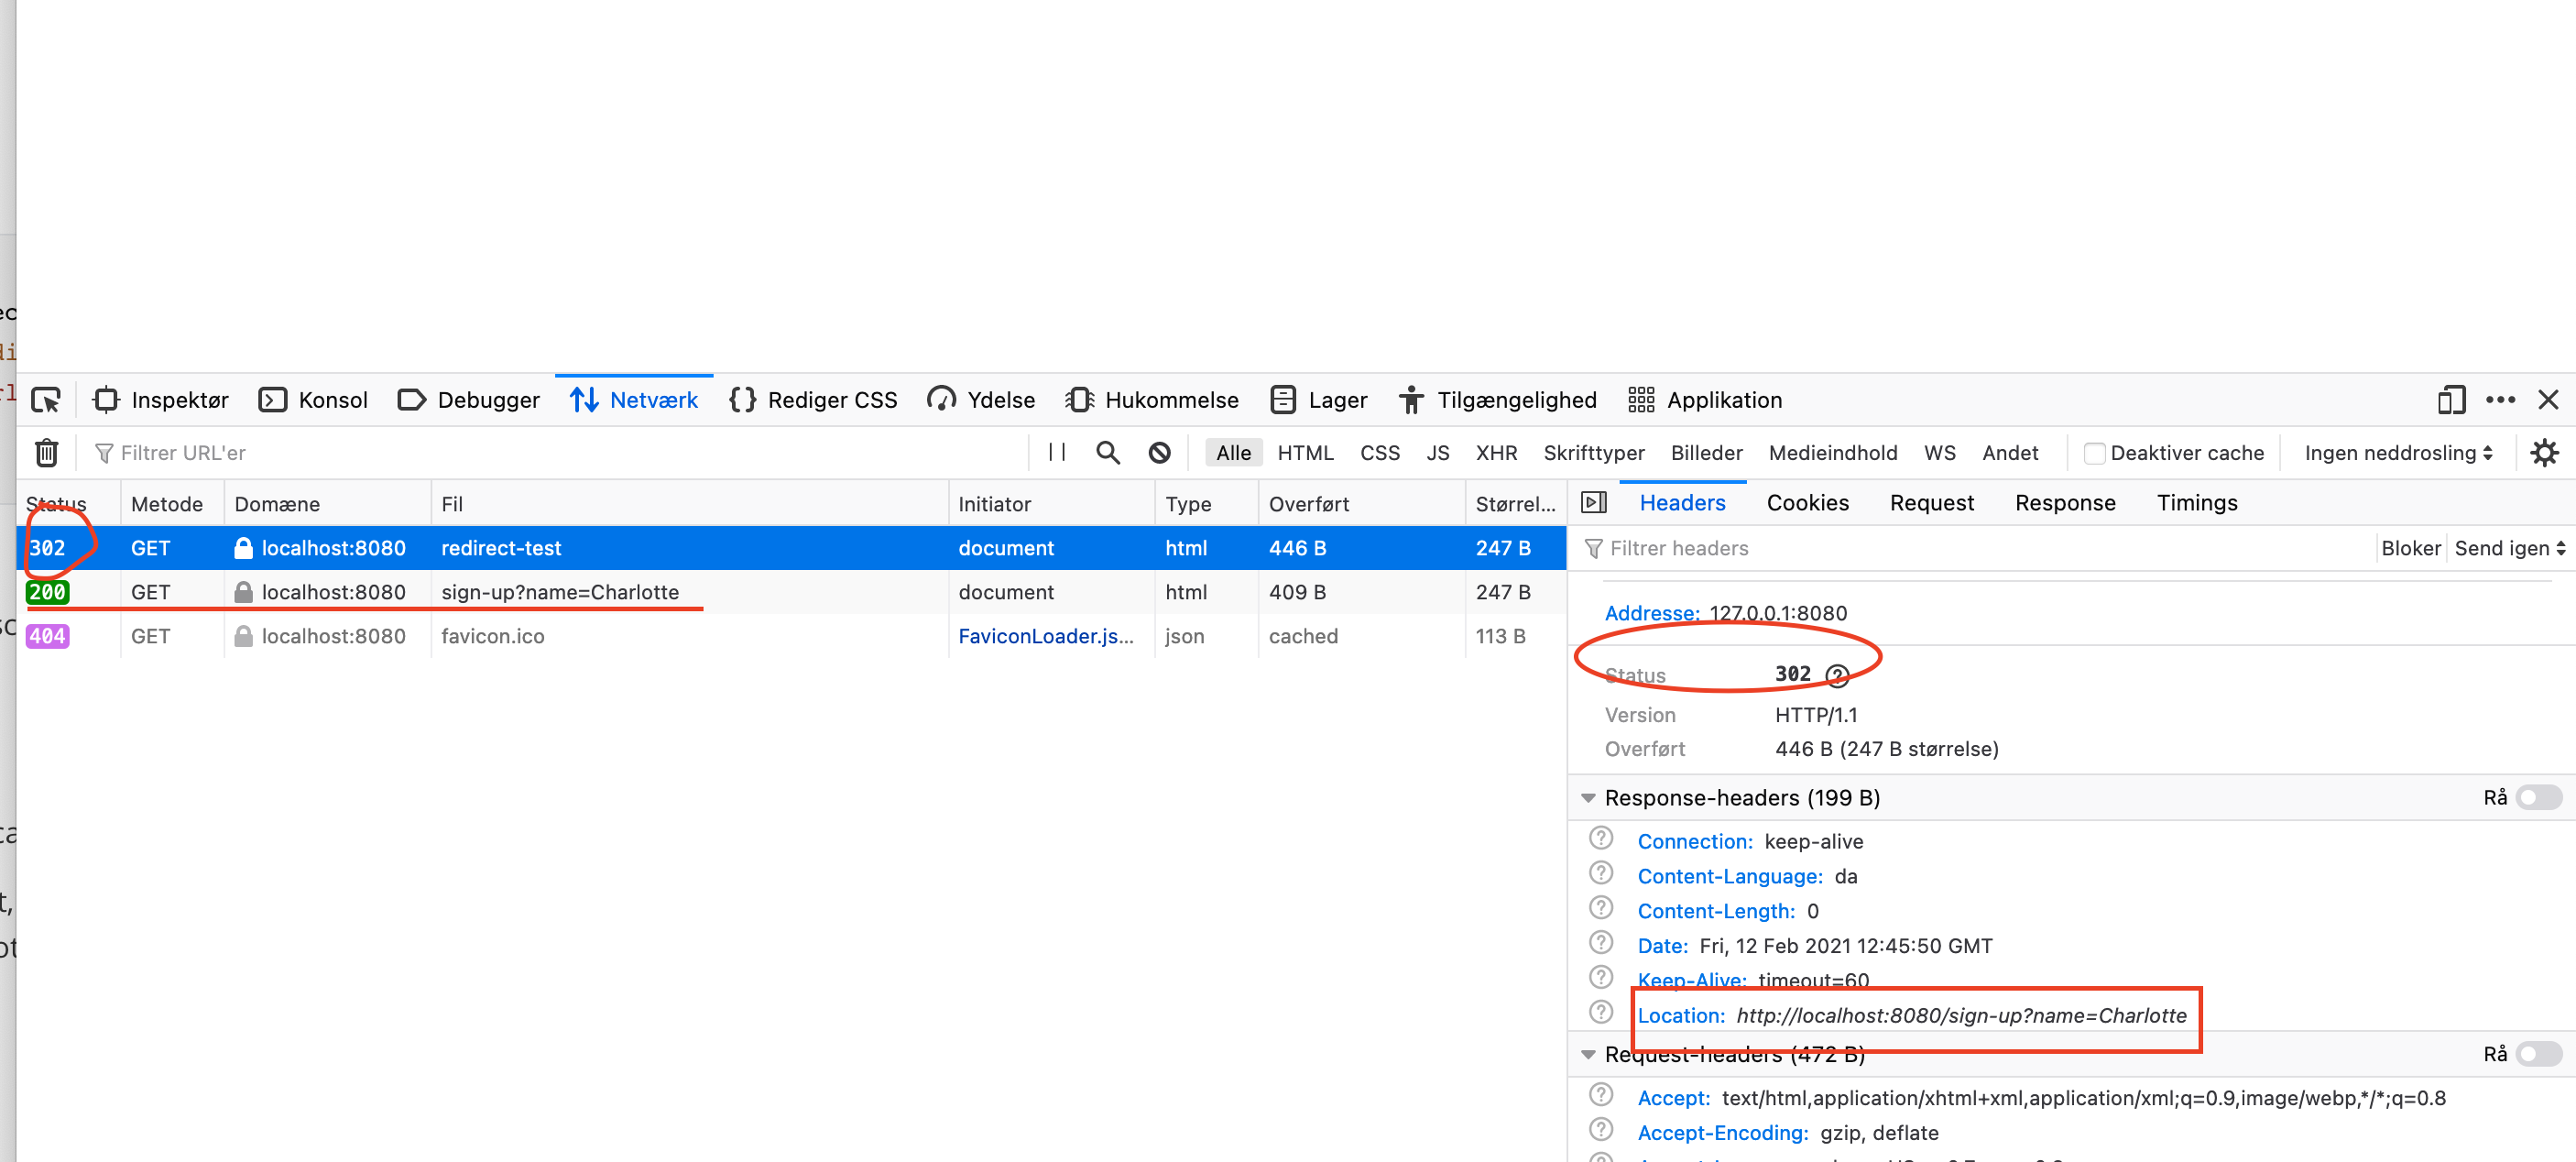 Inspektør Konsol Debugger Netværk Rediger CSS Ydelse Hukommelse Lager Tilgængelighed Applikation
Filtrer URL'er Alle HTML CSS JS XHR Skrifttyper Billeder Medieindhold WS Andet Deaktiver cache Ingen neddrosling
Status Metode Domæne Fil Initiator Type Overført Størrel...
302 GET localhost:8080 redirect-test document html 446 B 247 B
200 GET localhost:8080 sign-up?name=Charlotte document html 409 B 247 B
404 GET localhost:8080 favicon.ico FaviconLoader.js... json cached 113 B
Headers Cookies Request Response Timings
Filtrer headers Bloker Send igen
Addresse: 127.0.0.1:8080
Status 302
Version HTTP/1.1
Overført 446 B (247 B størrelse)
Response-headers (199 B) Rå
Connection: keep-alive
Content-Language: da
Content-Length: 0
Date: Fri, 12 Feb 2021 12:45:50 GMT
Keep-Alive: timeout=60
Location: http://localhost:8080/sign-up?name=Charlotte
Request-headers (472 B) Rå
Accept: text/html,application/xhtml+xml,application/xml;q=0.9,image/webp,*/*;q=0.8
Accept-Encoding: gzip, deflate